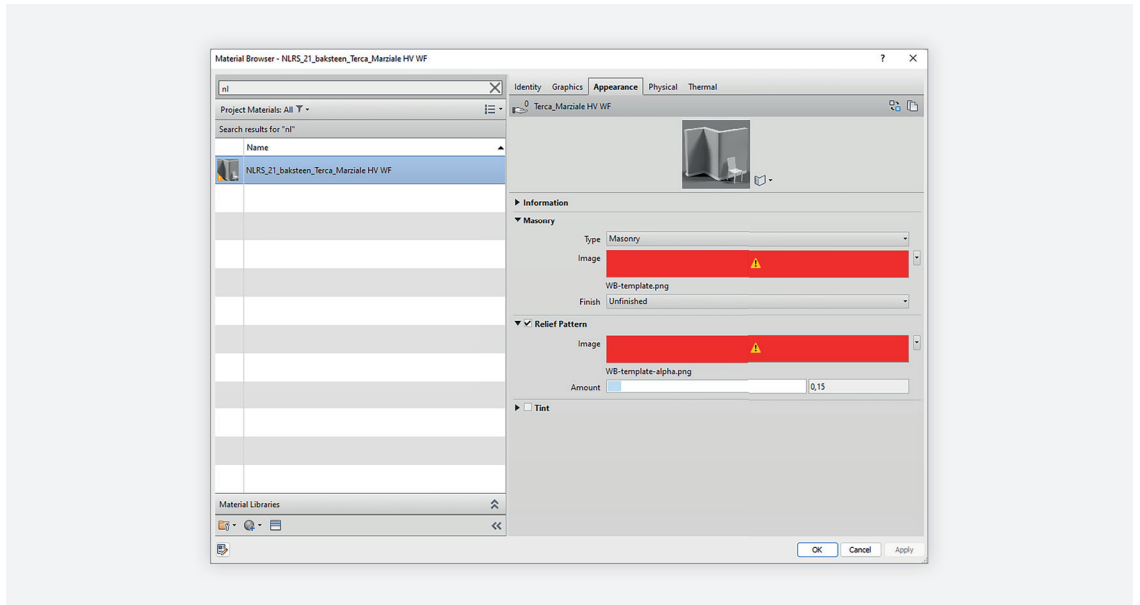 Material Browser - NLRS_21_baksteen_Terca_Marziale HV WF
?
nl
Project Materials: All
Search results for "nl"
Name
NLRS_21_baksteen_Terca_Marziale HV WF
Material Libraries
Identity Graphics Appearance Physical Thermal
0
Terca_Marziale HV WF
Information
Masonry
Type Masonry
Image
WB-template.png
Finish Unfinished
Relief Pattern
Image
WB-template-alpha.png
Amount 0,15
Tint
OK Cancel Apply